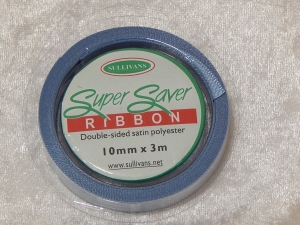 SULLIVANS
Super Saver
RIBBON
Double-sided satin polyester
10mm x 3m
www.sullivans.net